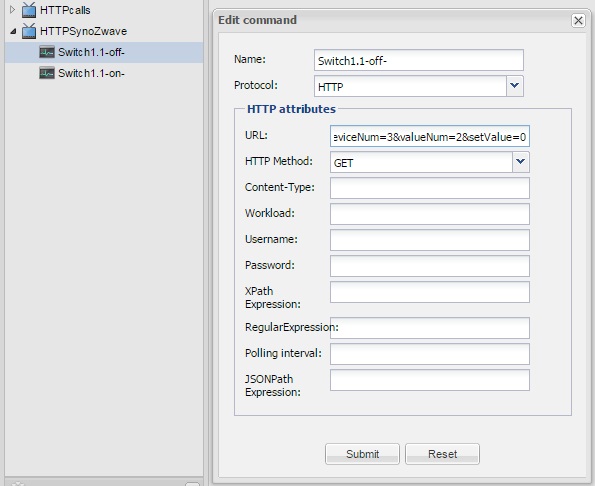 HTTPcalls
HTTPSynoZwave
Switch1.1-off-
Switch1.1-on-
Edit command
Name: Switch1.1-off-
Protocol: HTTP
HTTP attributes
URL: eviceNum=3&valueNum=2&setValue=0
HTTP Method: GET
Content-Type:
Workload:
Username:
Password:
XPath
Expression:
RegularExpression:
Polling interval:
JSONPath
Expression:
Submit Reset